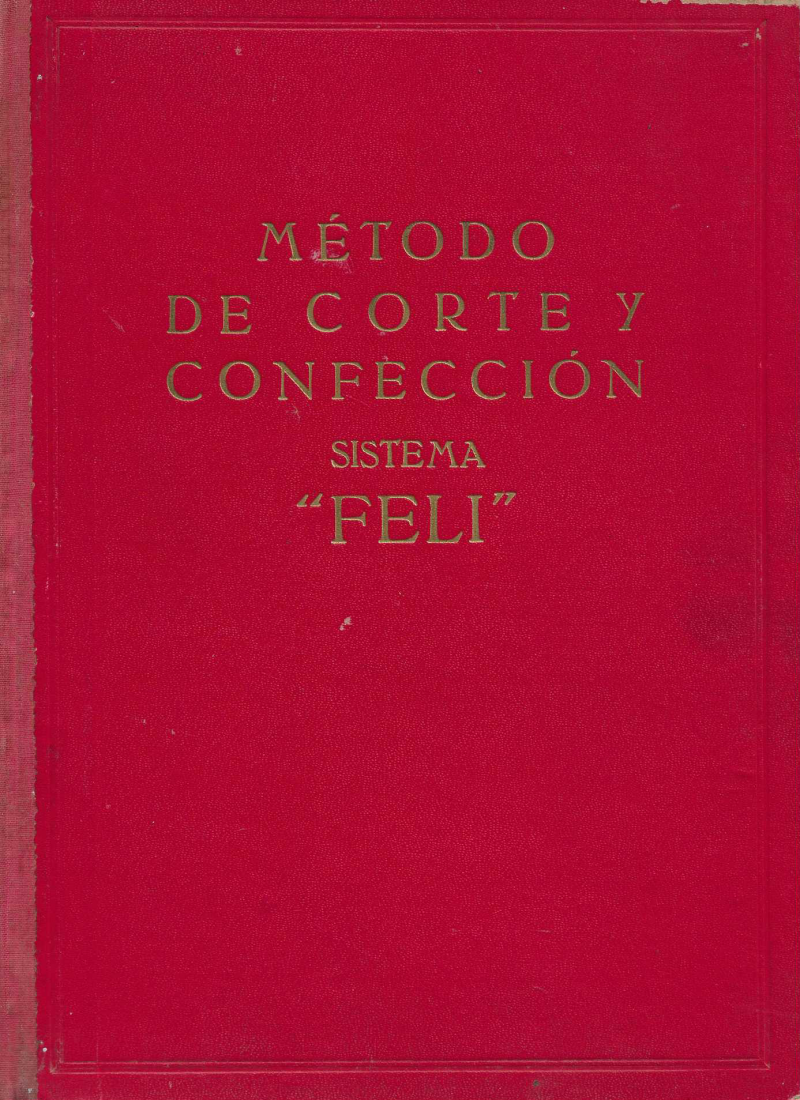 MÉTODO
DE CORTE Y
CONFECCIÓN
SISTEMA
“FELI”